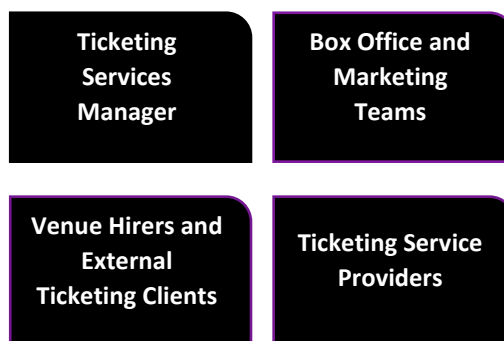 Ticketing
Services
Manager
Box Office and
Marketing
Teams
Venue Hirers and
External
Ticketing Clients
Ticketing Service
Providers